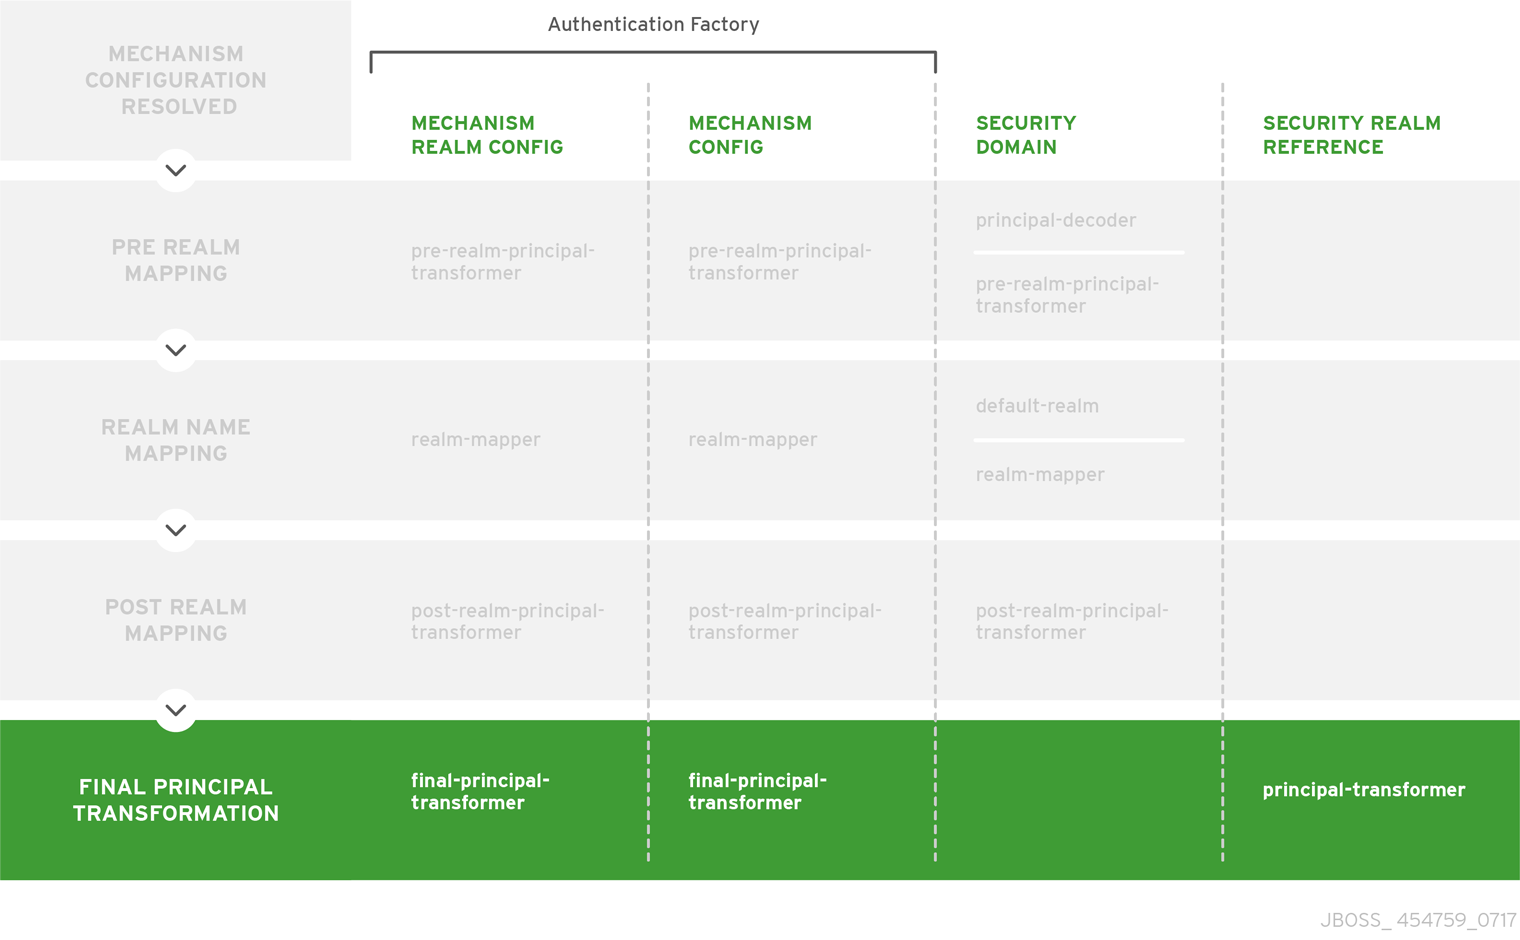 Authentication Factory
MECHANISM
CONFIGURATION
RESOLVED
MECHANISM
REALM CONFIG
MECHANISM
CONFIG
SECURITY
DOMAIN
SECURITY REALM
REFERENCE
PRE REALM
MAPPING
pre-realm-principal-
transformer
pre-realm-principal-
transformer
principal-decoder
pre-realm-principal-
transformer
REALM NAME
MAPPING
realm-mapper
realm-mapper
default-realm
realm-mapper
POST REALM
MAPPING
post-realm-principal-
transformer
post-realm-principal-
transformer
post-realm-principal-
transformer
FINAL PRINCIPAL
TRANSFORMATION
final-principal-
transformer
final-principal-
transformer
principal-transformer
JBOSS_ 454759_0717